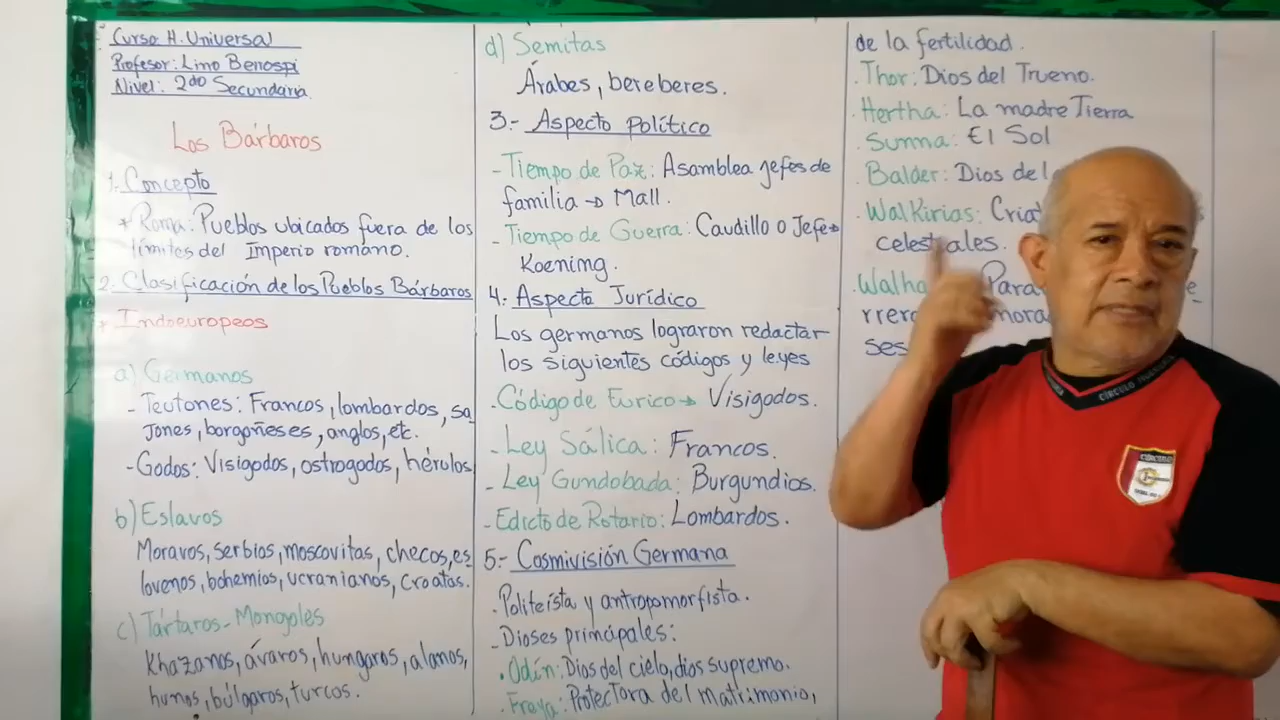 Curso H. Universal
Profesor: Lino Benospi
Nivel: 2do Secundaria
Los Bárbaros
1. Concepto
* Roma: Pueblos ubicados fuera de los
límites del Imperio romano.
2. Clasificación de los Pueblos Bárbaros
* Indoeuropeos
a) Germanos
- Teutones: Francos, lombardos, sa
jones, borgoñeses, anglos, etc.
- Godos: Visigodos, ostrogodos, hérulos
b) Eslavos
Moravos, serbios, moscovitas, checos, es
lovenos, bohemios, ucranianos, croatas.
c) Tártaros - Mongoles
Khazanos, ávaros, hungaros, alanos,
hunos, búlgaros, turcos.
d) Semitas
Árabes, bereberes.
3.- Aspecto político
- Tiempo de Paz: Asamblea jefes de
familia → Mall.
- Tiempo de Guerra: Caudillo o Jefe→
Koening.
4.- Aspecto Jurídico
Los germanos lograron redactar
los siguientes códigos y leyes
. Código de Eurico → Visigodos.
- Ley Sálica: Francos.
- Ley Gundobada: Burgundios.
- Edicto de Rotario: Lombardos.
5.- Cosmivisión Germana
. Politeísta y antropomorfista.
- Dioses principales:
. Odín: Dios del cielo, dios supremo.
. Freya: Protectora del matrimonio,
de la fertilidad.
. Thor: Dios del Trueno.
. Hertha: La madre Tierra
. Sunna: El Sol
. Balder: Dios del
. Walkirias:
celestiales.
CÍRCULO